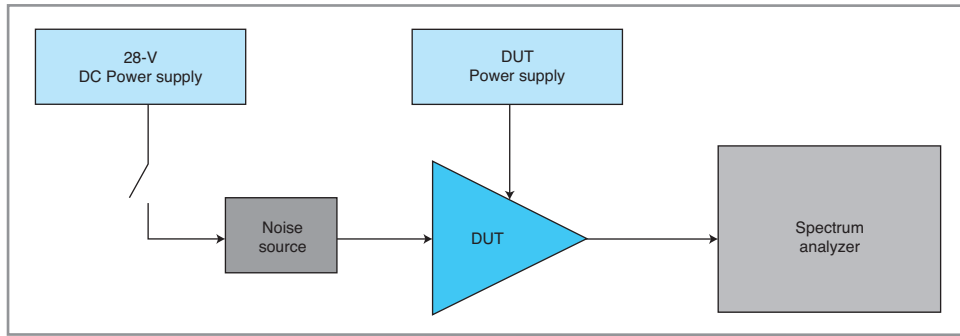 28-V
DC Power supply
DUT
Power supply
Noise
source
DUT
Spectrum
analyzer